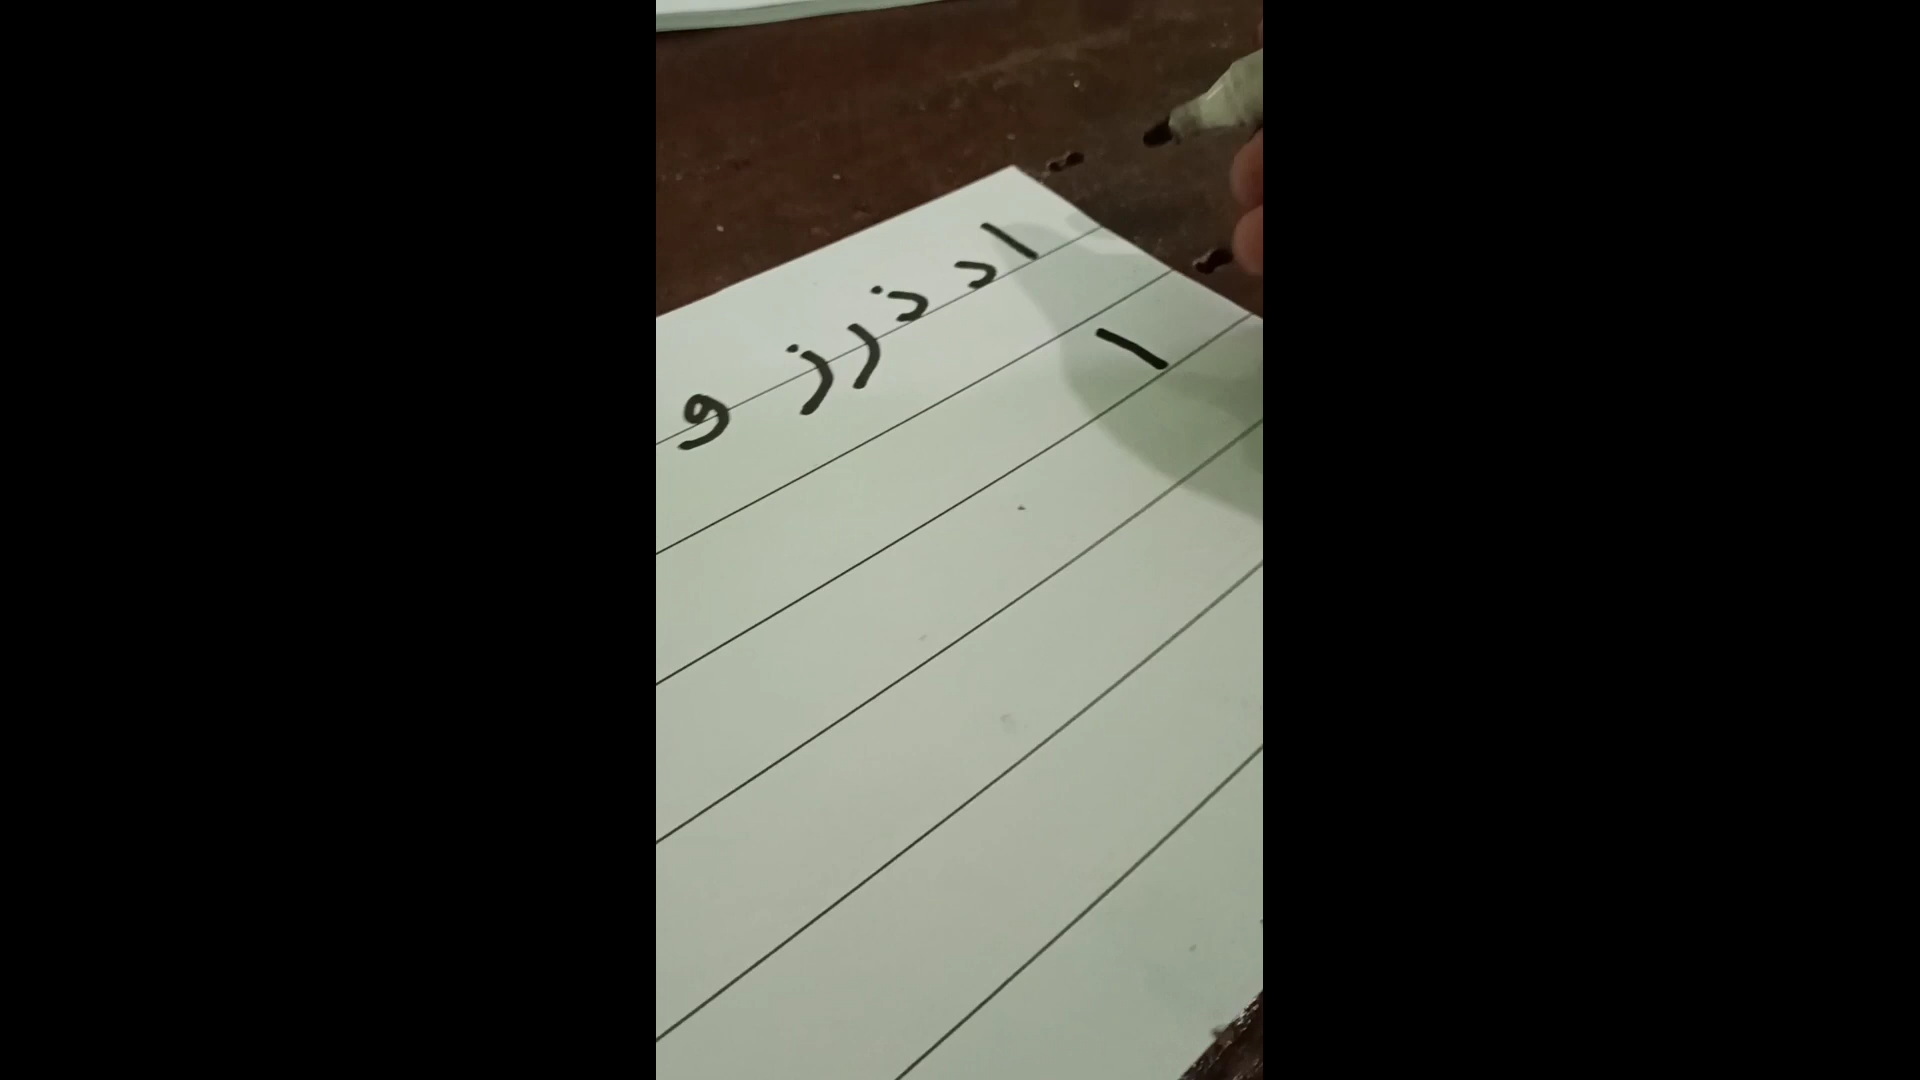 ا د ذ ر ز و
ا